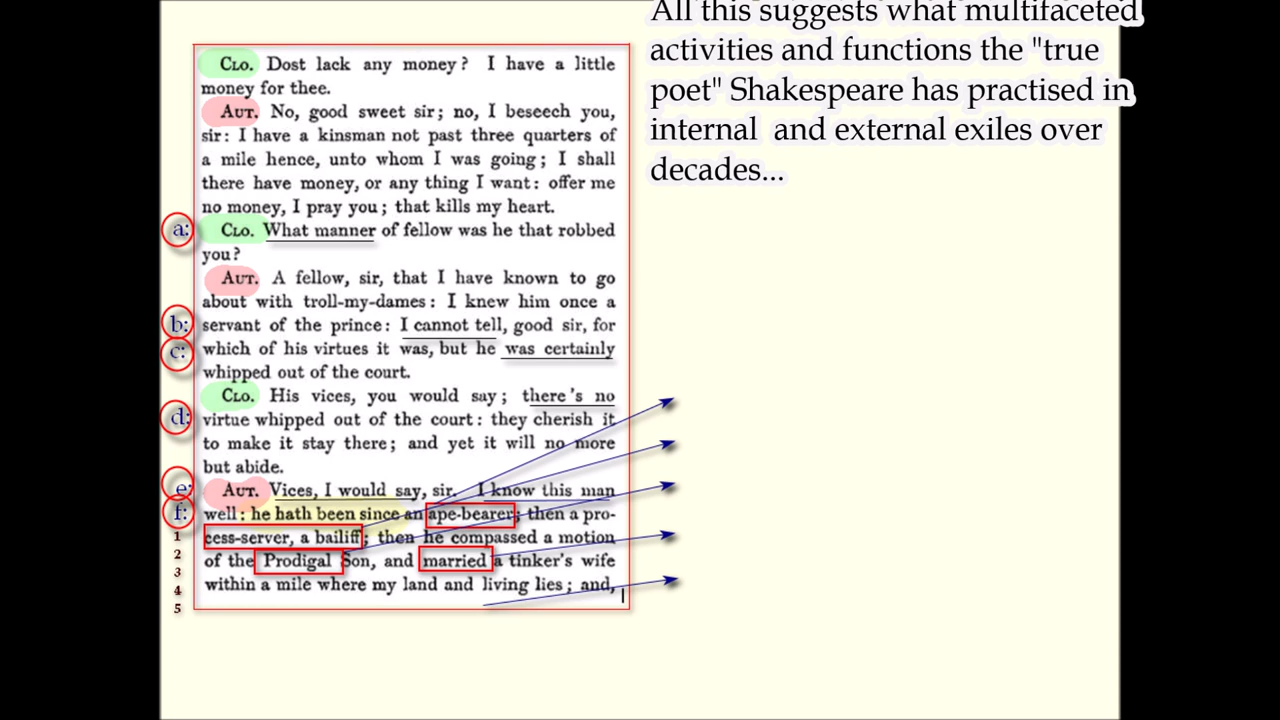 All this suggests what multifaceted
activities and functions the "true
poet" Shakespeare has practised in
internal and external exiles over
decades...
CLO. Dost lack any money? I have a little
money for thee.
AUT. No, good sweet sir; no, I beseech you,
sir: I have a kinsman not past three quarters of
a mile hence, unto whom I was going; I shall
there have money, or any thing I want: offer me
no money, I pray you; that kills my heart.
a: CLO. What manner of fellow was he that robbed
you?
AUT. A fellow, sir, that I have known to go
about with troll-my-dames: I knew him once a
b: servant of the prince: I cannot tell, good sir, for
c: which of his virtues it was, but he was certainly
whipped out of the court.
CLO. His vices, you would say; there's no
d: virtue whipped out of the court: they cherish it
to make it stay there; and yet it will no more
but abide.
e: AUT. Vices, I would say, sir. I know this man
f: well: he hath been since an ape-bearer; then a pro-
1 cess-server, a bailiff; then he compassed a motion
2 of the Prodigal Son, and married a tinker's wife
3 within a mile where my land and living lies; and,
4
5